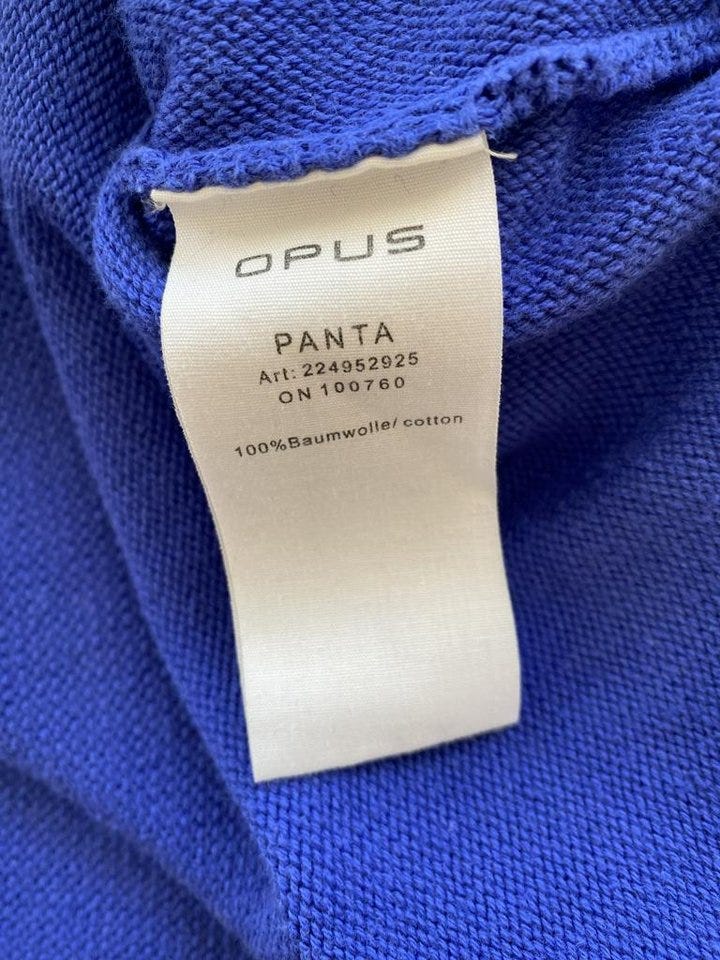 OPUS
PANTA
Art: 224952925
ON 100760
100%Baumwolle/ cotton